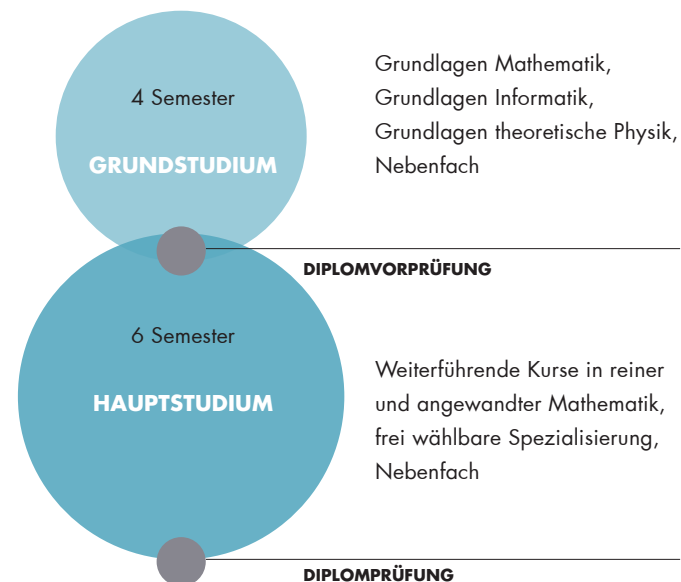 4 Semester
GRUNDSTUDIUM
Grundlagen Mathematik,
Grundlagen Informatik,
Grundlagen theoretische Physik,
Nebenfach
DIPLOMVORPRÜFUNG
6 Semester
HAUPTSTUDIUM
Weiterführende Kurse in reiner
und angewandter Mathematik,
frei wählbare Spezialisierung,
Nebenfach
DIPLOMPRÜFUNG